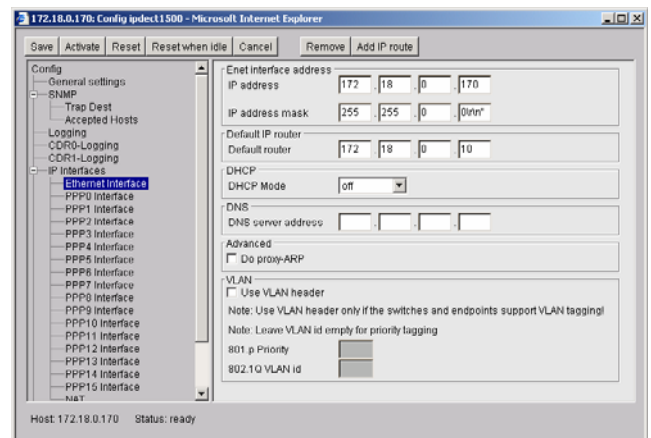 172.18.0.170: Config ipdect1500 - Microsoft Internet Explorer
Save Activate Reset Reset when idle Cancel Remove Add IP route
Config
General settings
SNMP
Trap Dest
Accepted Hosts
Logging
CDR0-Logging
CDR1-Logging
IP Interfaces
Ethernet Interface
PPP0 Interface
PPP1 Interface
PPP2 Interface
PPP3 Interface
PPP4 Interface
PPP5 Interface
PPP6 Interface
PPP7 Interface
PPP8 Interface
PPP9 Interface
PPP10 Interface
PPP11 Interface
PPP12 Interface
PPP13 Interface
PPP14 Interface
PPP15 Interface
NAT
Enet interface address
IP address 172 . 18 . 0 . 170
IP address mask 255 . 255 . 0 . 0\r\n"
Default IP router
Default router 172 . 18 . 0 . 10
DHCP
DHCP Mode off
DNS
DNS server address . . .
Advanced
Do proxy-ARP
VLAN
Use VLAN header
Note: Use VLAN header only if the switches and endpoints support VLAN tagging!
Note: Leave VLAN id empty for priority tagging
801.p Priority
802.1Q VLAN id
Host: 172.18.0.170 Status: ready